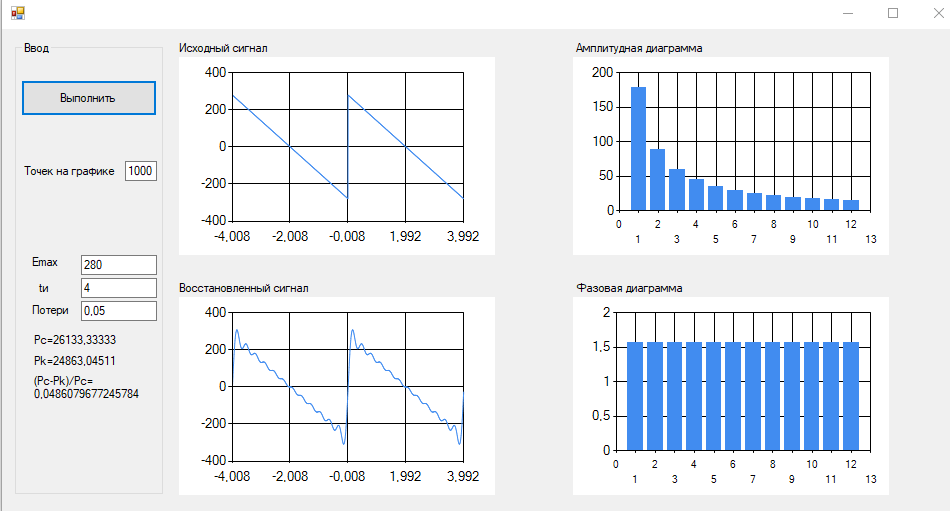 Ввод
Выполнить
Точек на графике 1000
Emax 280
tи 4
Потери 0,05
Pc=26133,33333
Pk=24863,04511
(Pc-Pk)/Pc=
0,0486079677245784
Исходный сигнал
400
200
0
-200
-400
-4,008 -2,008 -0,008 1,992 3,992
Амплитудная диаграмма
200
150
100
50
0
0 2 4 6 8 10 12
1 3 5 7 9 11 13
Восстановленный сигнал
400
200
0
-200
-400
-4,008 -2,008 -0,008 1,992 3,992
Фазовая диаграмма
2
1,5
1
0,5
0
0 2 4 6 8 10 12
1 3 5 7 9 11 13